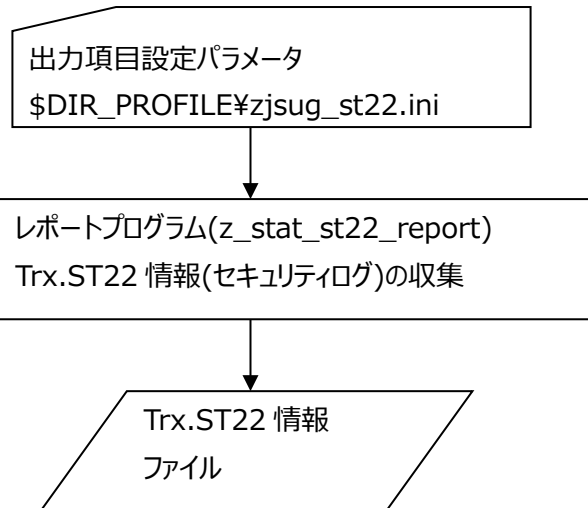 出力項目設定パラメータ
$DIR_PROFILE¥zjsug_st22.ini
レポートプログラム(z_stat_st22_report)
Trx.ST22 情報(セキュリティログ)の収集
Trx.ST22 情報
ファイル